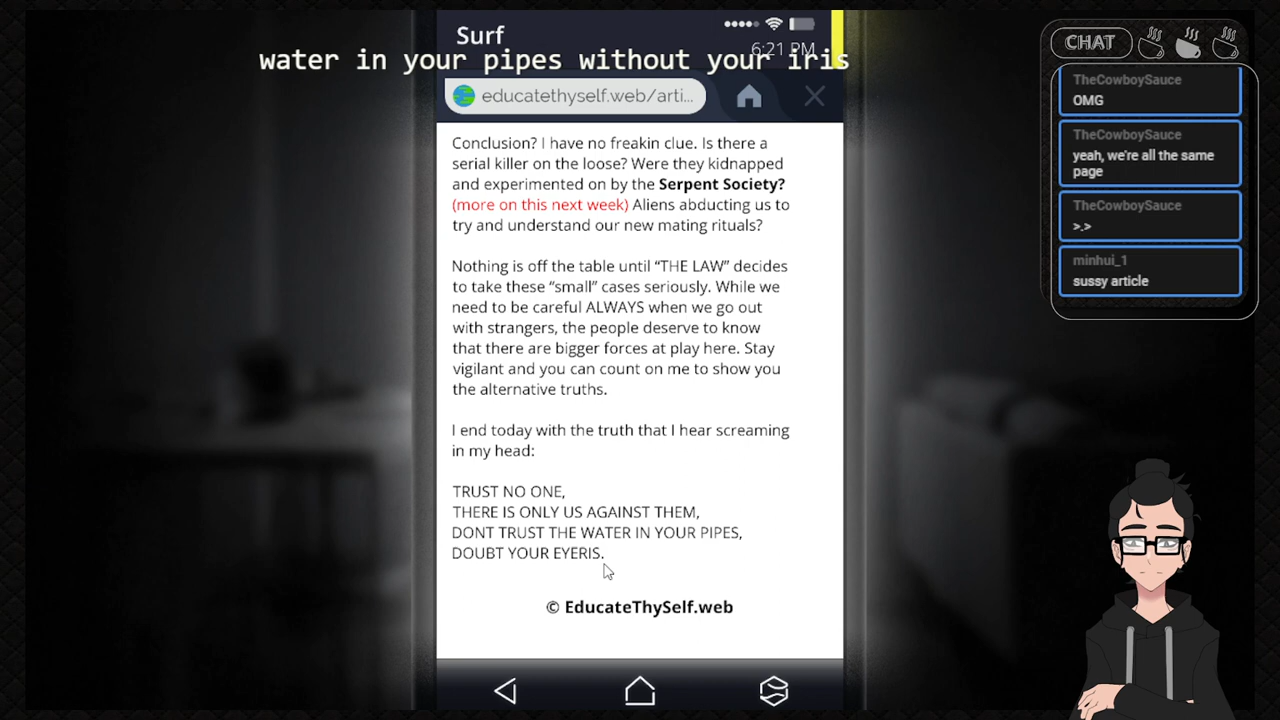 Surf
6:21 PM
water in your pipes without your iris
educatethyself.web/arti...
Conclusion? I have no freakin clue. Is there a
serial killer on the loose? Were they kidnapped
and experimented on by the Serpent Society?
(more on this next week) Aliens abducting us to
try and understand our new mating rituals?
Nothing is off the table until “THE LAW” decides
to take these “small” cases seriously. While we
need to be careful ALWAYS when we go out
with strangers, the people deserve to know
that there are bigger forces at play here. Stay
vigilant and you can count on me to show you
the alternative truths.
I end today with the truth that I hear screaming
in my head:
TRUST NO ONE,
THERE IS ONLY US AGAINST THEM,
DONT TRUST THE WATER IN YOUR PIPES,
DOUBT YOUR EYERIS.
© EducateThySelf.web
CHAT
TheCowboySauce
OMG
TheCowboySauce
yeah, we're all the same
page
TheCowboySauce
>.>
minhui_1
sussy article